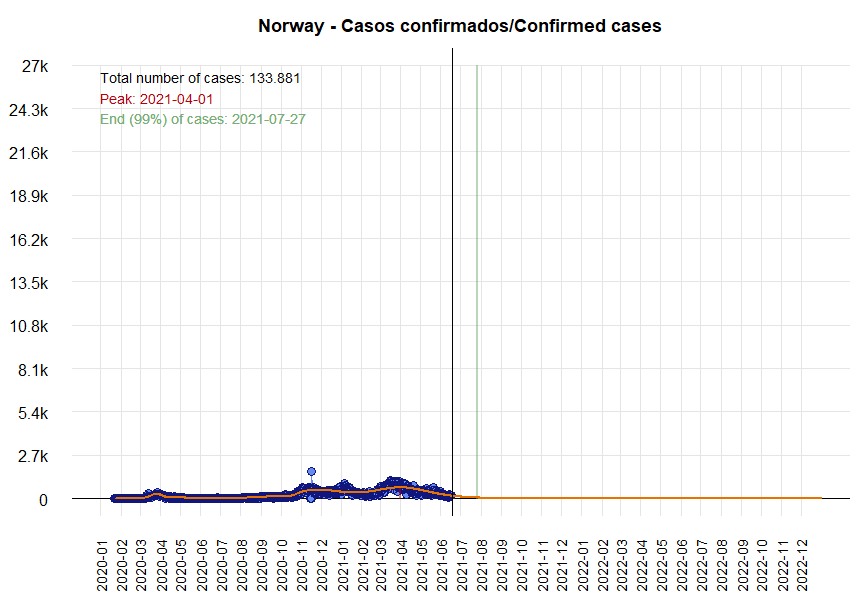 Norway - Casos confirmados/Confirmed cases
27k
Total number of cases: 133.881
Peak: 2021-04-01
24.3k
End (99%) of cases: 2021-07-27
21.6k
18.9k
16.2k
13.5k
10.8k
8.1k
5.4k
2.7k
0
2020-01
2020-02
2020-03
2020-04
2020-05
2020-06
2020-07
2020-08
2020-09
2020-10
2020-11
2020-12
2021-01
2021-02
2021-03
2021-04
2021-05
2021-06
2021-07
2021-08
2021-09
2021-10
2021-11
2021-12
2022-01
2022-02
2022-03
2022-04
2022-05
2022-06
2022-07
2022-08
2022-09
2022-10
2022-11
2022-12